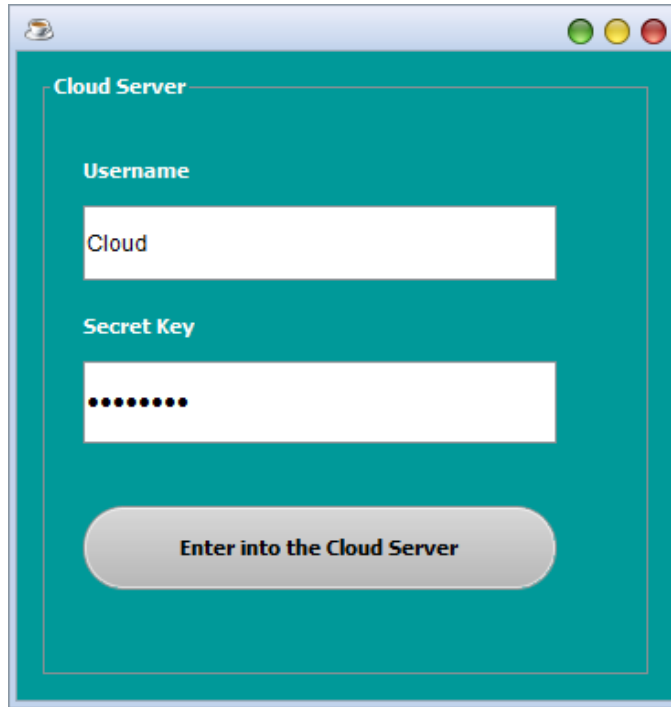 Cloud Server
Username
Cloud
Secret Key
••••••••
Enter into the Cloud Server